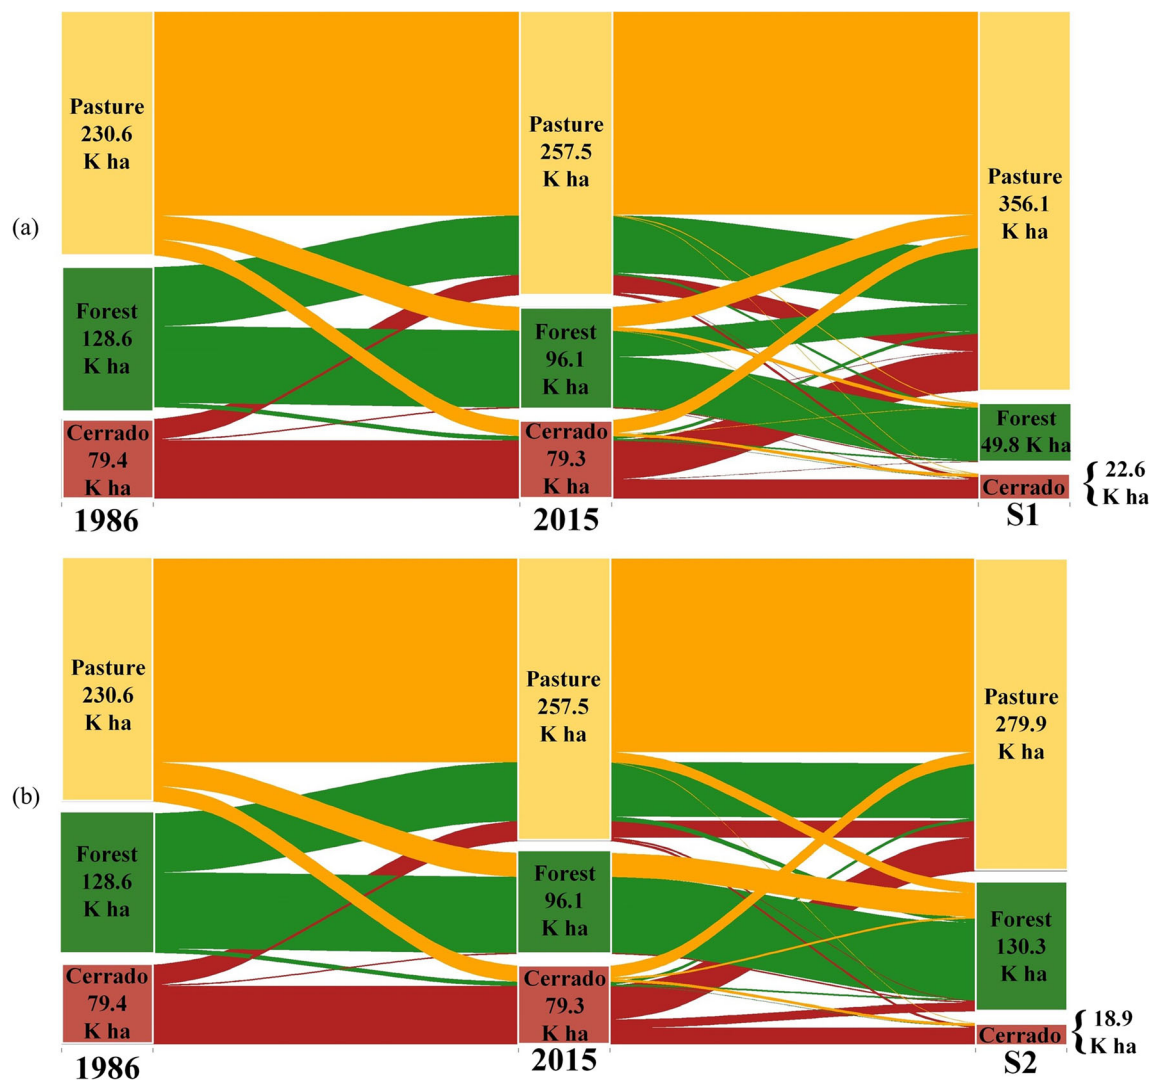 (a)
Pasture
230.6
K ha
Forest
128.6
K ha
Cerrado
79.4
K ha
1986
Pasture
257.5
K ha
Forest
96.1
K ha
Cerrado
79.3
K ha
2015
Pasture
356.1
K ha
Forest
49.8 K ha
Cerrado
{ 22.6
K ha
S1
(b)
Pasture
230.6
K ha
Forest
128.6
K ha
Cerrado
79.4
K ha
1986
Pasture
257.5
K ha
Forest
96.1
K ha
Cerrado
79.3
K ha
2015
Pasture
279.9
K ha
Forest
130.3
K ha
Cerrado
{ 18.9
K ha
S2